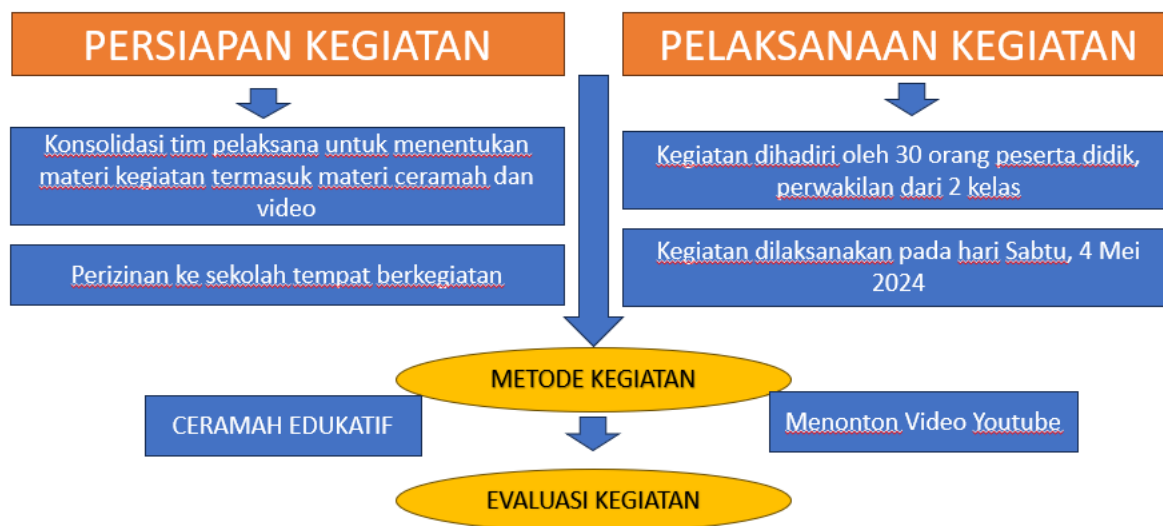 PERSIAPAN KEGIATAN
Konsolidasi tim pelaksana untuk menentukan
materi kegiatan termasuk materi ceramah dan
video
Perizinan ke sekolah tempat berkegiatan
PELAKSANAAN KEGIATAN
Kegiatan dihadiri oleh 30 orang peserta didik,
perwakilan dari 2 kelas
Kegiatan dilaksanakan pada hari Sabtu, 4 Mei
2024
METODE KEGIATAN
CERAMAH EDUKATIF
Menonton Video Youtube
EVALUASI KEGIATAN